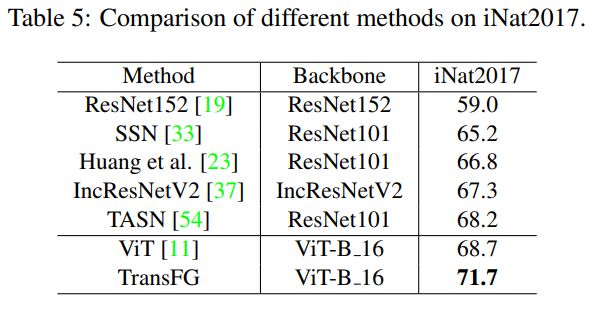 Table 5: Comparison of different methods on iNat2017.
Method Backbone iNat2017
ResNet152 [19] ResNet152 59.0
SSN [33] ResNet101 65.2
Huang et al. [23] ResNet101 66.8
IncResNetV2 [37] IncResNetV2 67.3
TASN [54] ResNet101 68.2
ViT [11] ViT-B_16 68.7
TransFG ViT-B_16 71.7